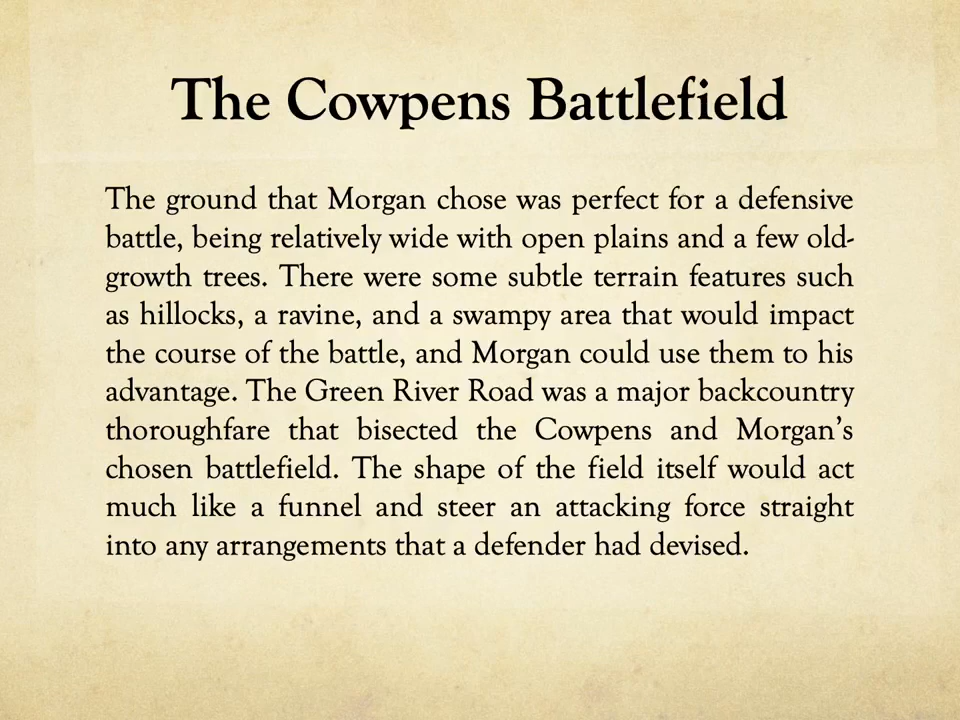 The Cowpens Battlefield
The ground that Morgan chose was perfect for a defensive
battle, being relatively wide with open plains and a few old-
growth trees. There were some subtle terrain features such
as hillocks, a ravine, and a swampy area that would impact
the course of the battle, and Morgan could use them to his
advantage. The Green River Road was a major backcountry
thoroughfare that bisected the Cowpens and Morgan’s
chosen battlefield. The shape of the field itself would act
much like a funnel and steer an attacking force straight
into any arrangements that a defender had devised.